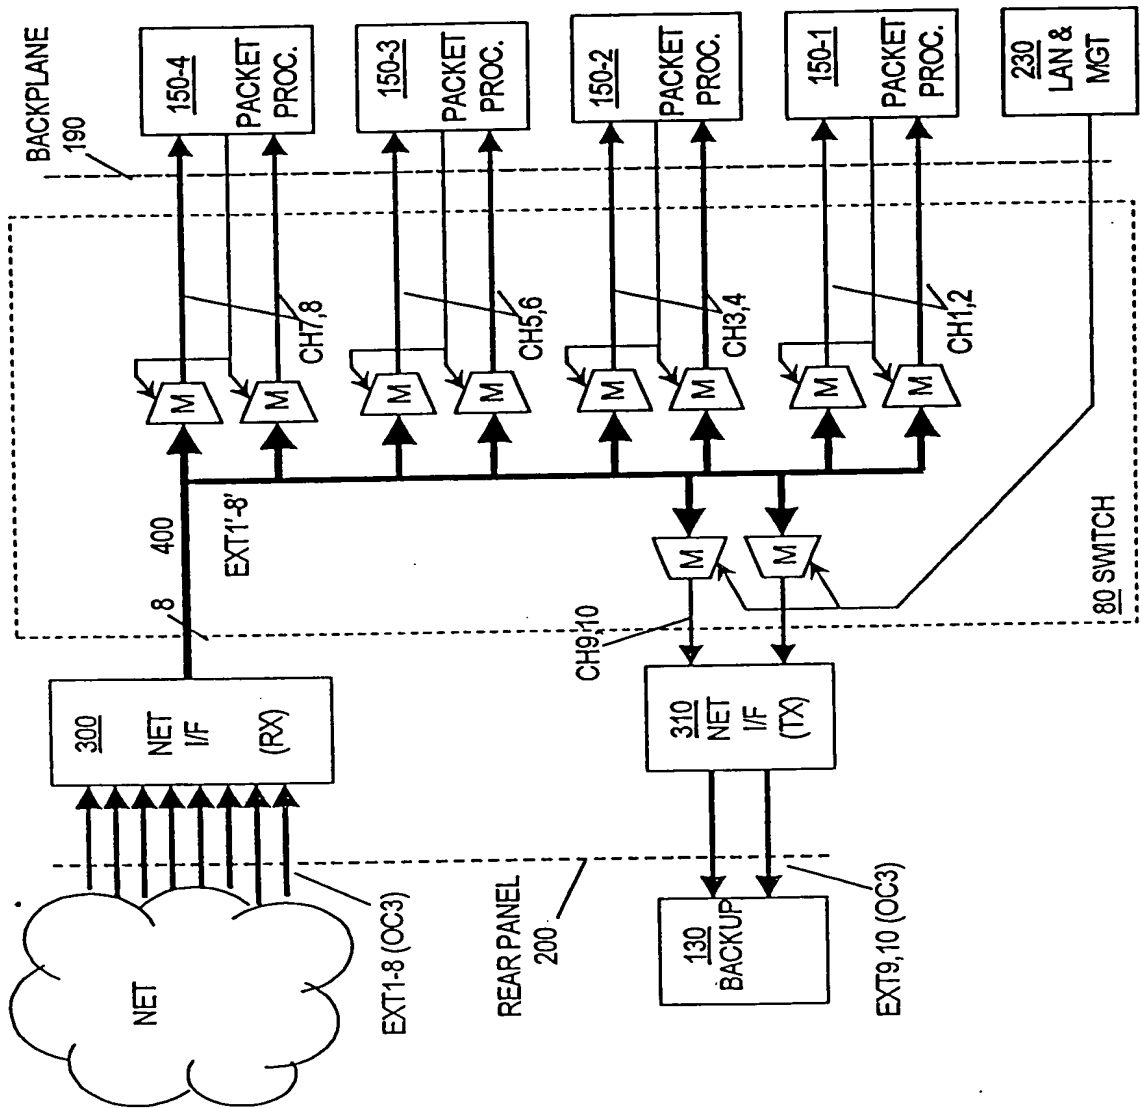 BACKPLANE
190
150-4
PACKET
PROC.
150-3
PACKET
PROC.
150-2
PACKET
PROC.
150-1
PACKET
PROC.
230
LAN &
MGT
CH7,8
CH5,6
CH3,4
CH1,2
M
M
M
M
M
M
M
M
8
400
EXT1'-8'
M
M
CH9,10
80 SWITCH
300
NET
I/F
(RX)
310
NET
I/F
(TX)
NET
EXT1-8 (OC3)
REAR PANEL
200
130
BACKUP
EXT9,10 (OC3)